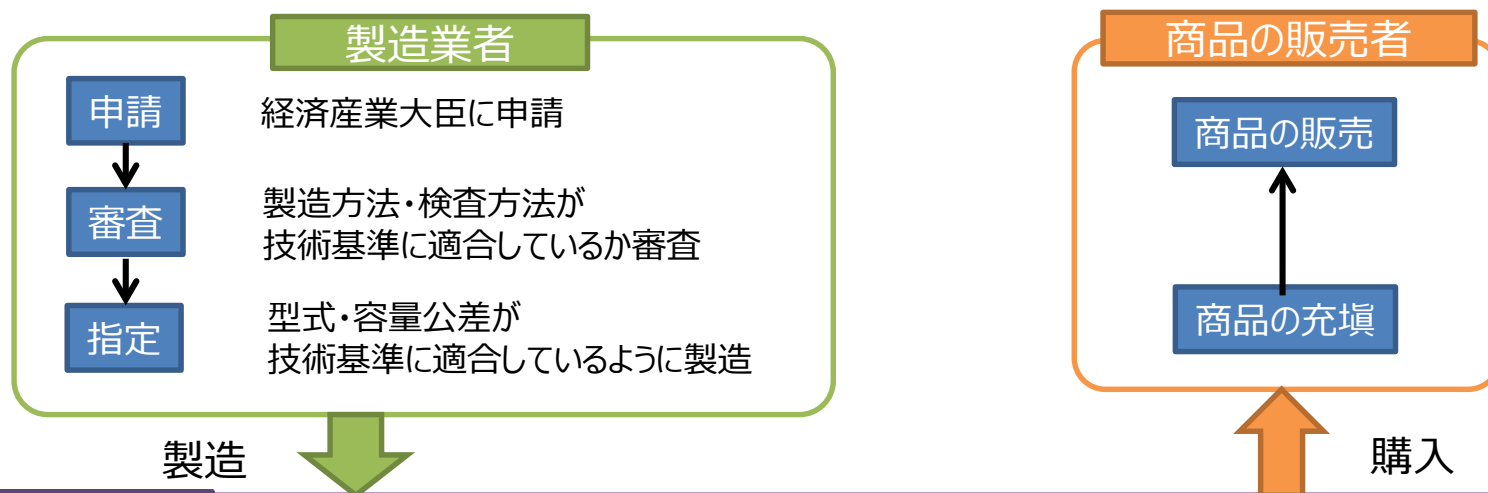 製造業者
申請
経済産業大臣に申請
審査
製造方法・検査方法が
技術基準に適合しているか審査
指定
型式・容量公差が
技術基準に適合しているように製造
製造
商品の販売者
商品の販売
商品の充塡
購入